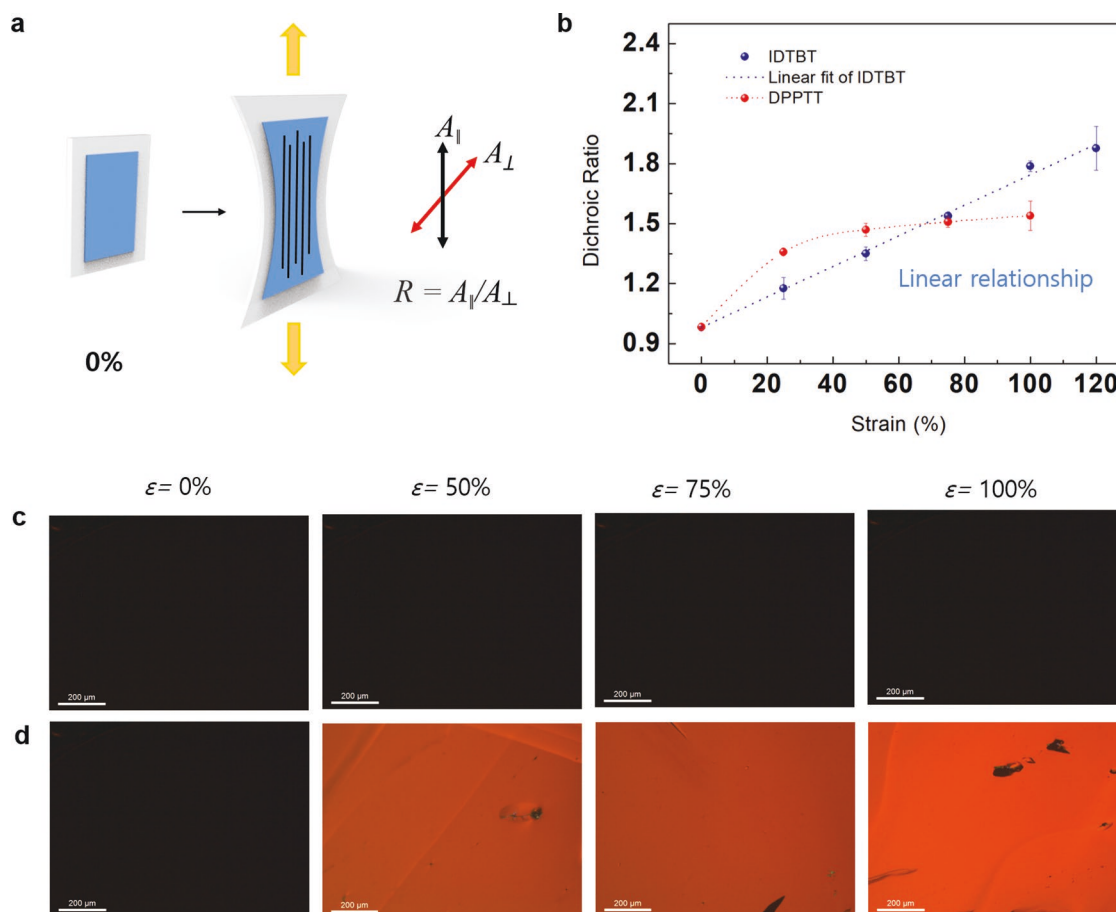 a
0%
A∥
A⊥
R = A∥/A⊥
b
2.4
2.1
1.8
1.5
1.2
0.9
Dichroic Ratio
IDTBT
Linear fit of IDTBT
DPPTT
Linear relationship
0 20 40 60 80 100 120
Strain (%)
ε= 0% ε= 50% ε= 75% ε= 100%
c
200 µm 200 µm 200 µm 200 µm
d
200 µm 200 µm 200 µm 200 µm